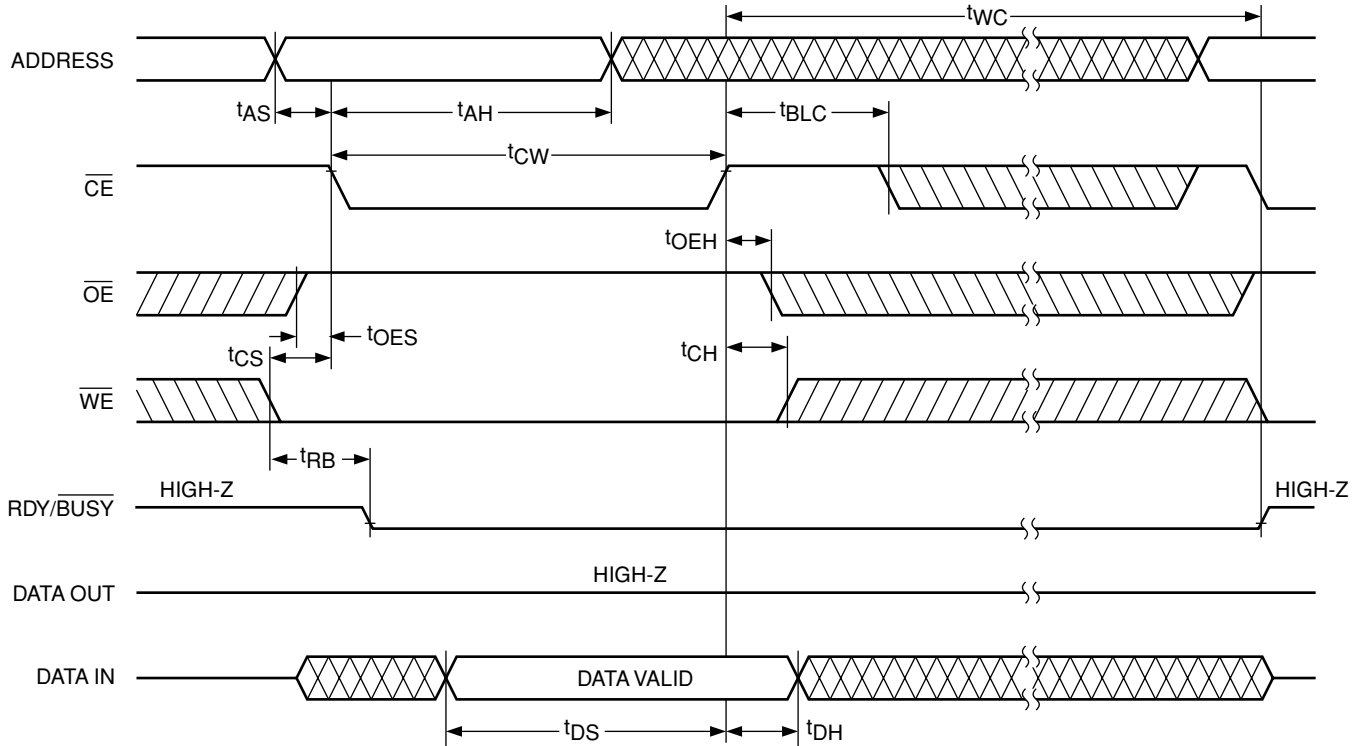 tWC
ADDRESS
tAS
tAH
tBLC
tCW
CE
tOEH
OE
tOES
tCS
tCH
WE
tRB
HIGH-Z
HIGH-Z
RDY/BUSY
HIGH-Z
DATA OUT
DATA IN
DATA VALID
tDS
tDH